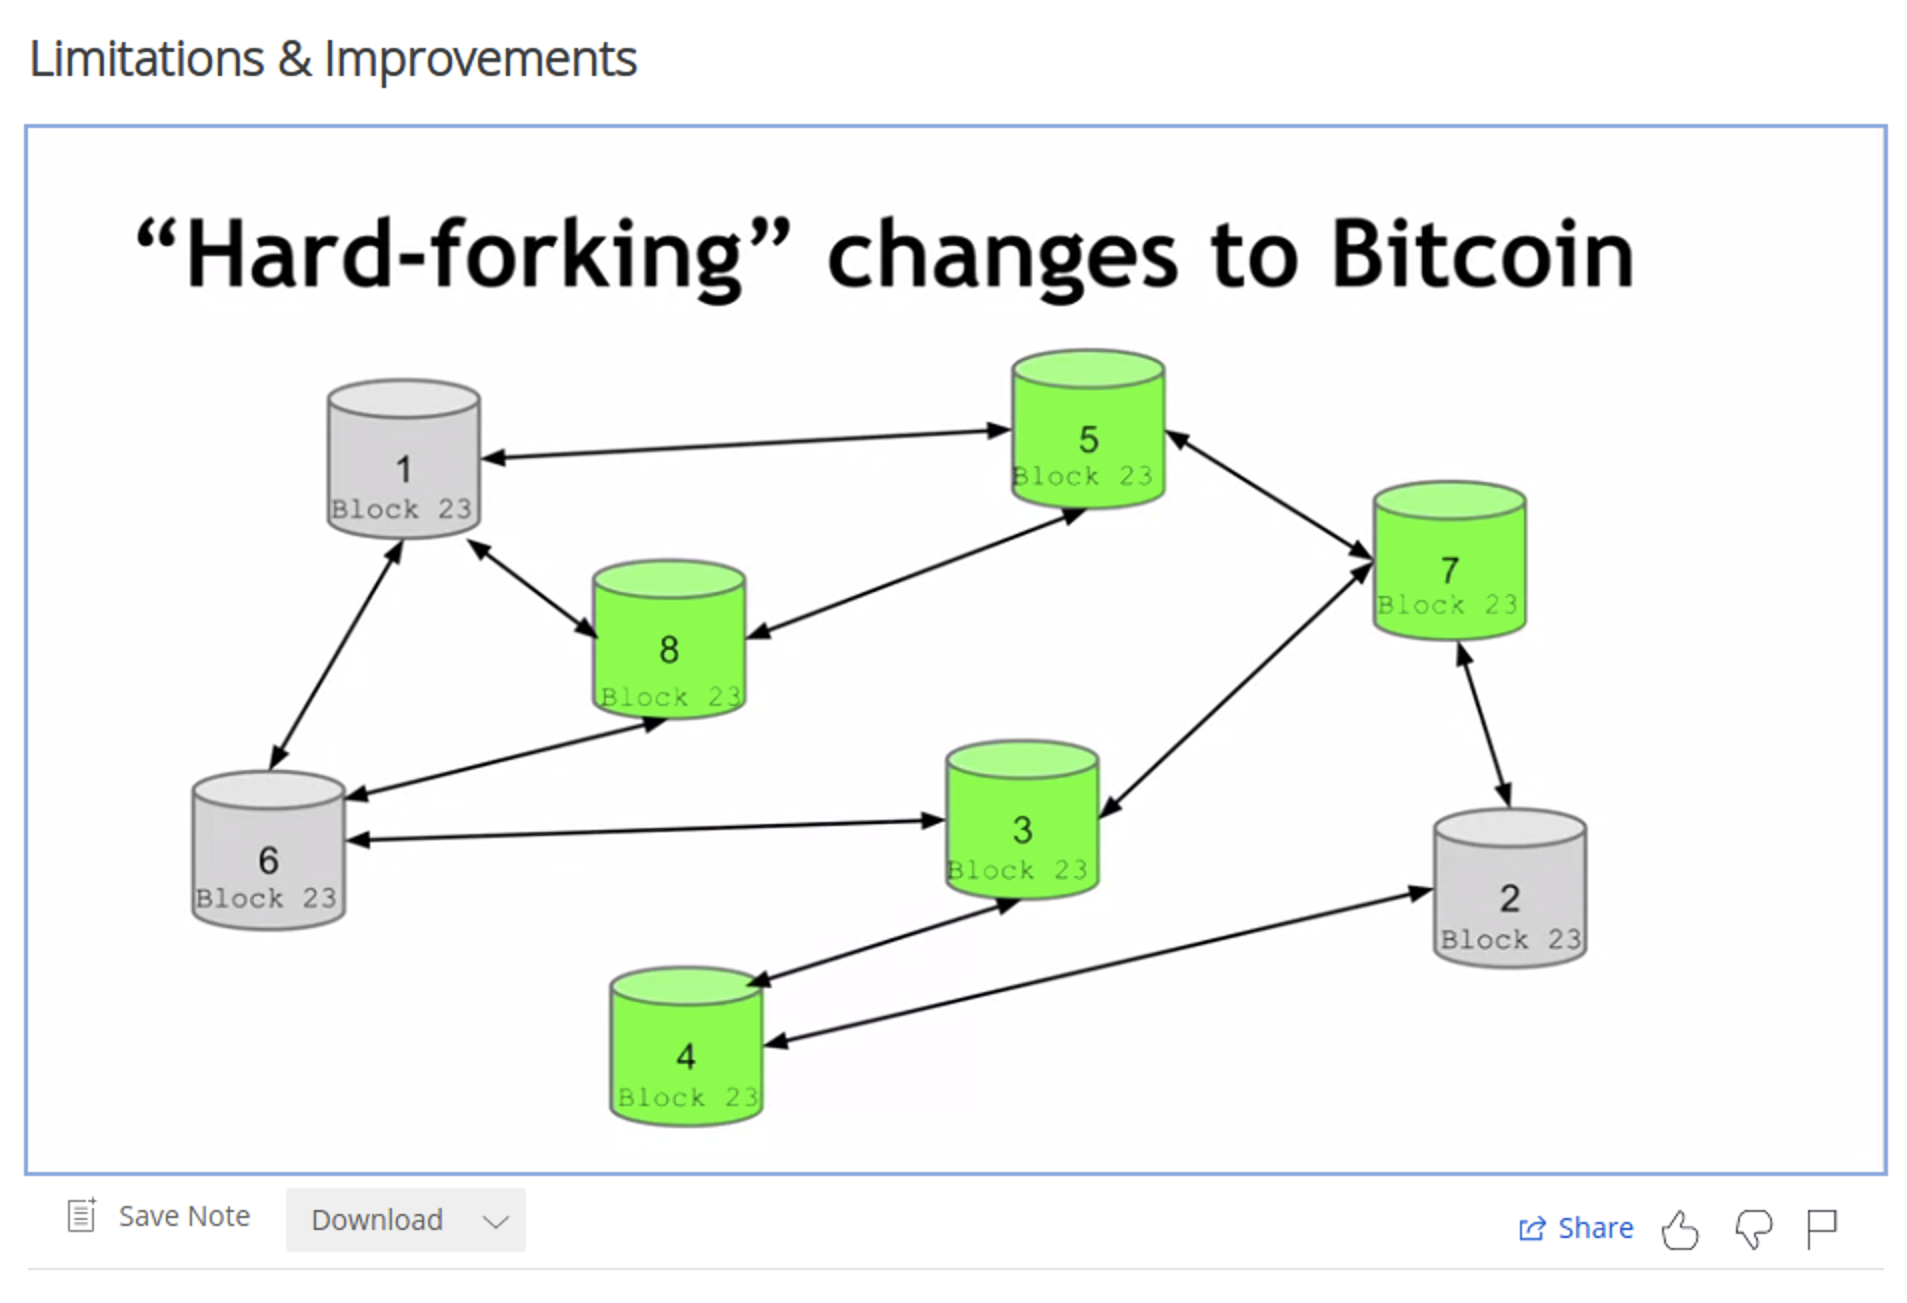 Limitations & Improvements
“Hard-forking” changes to Bitcoin
1
Block 23
5
Block 23
7
Block 23
8
Block 23
3
Block 23
6
Block 23
2
Block 23
4
Block 23
Save Note
Download
Share